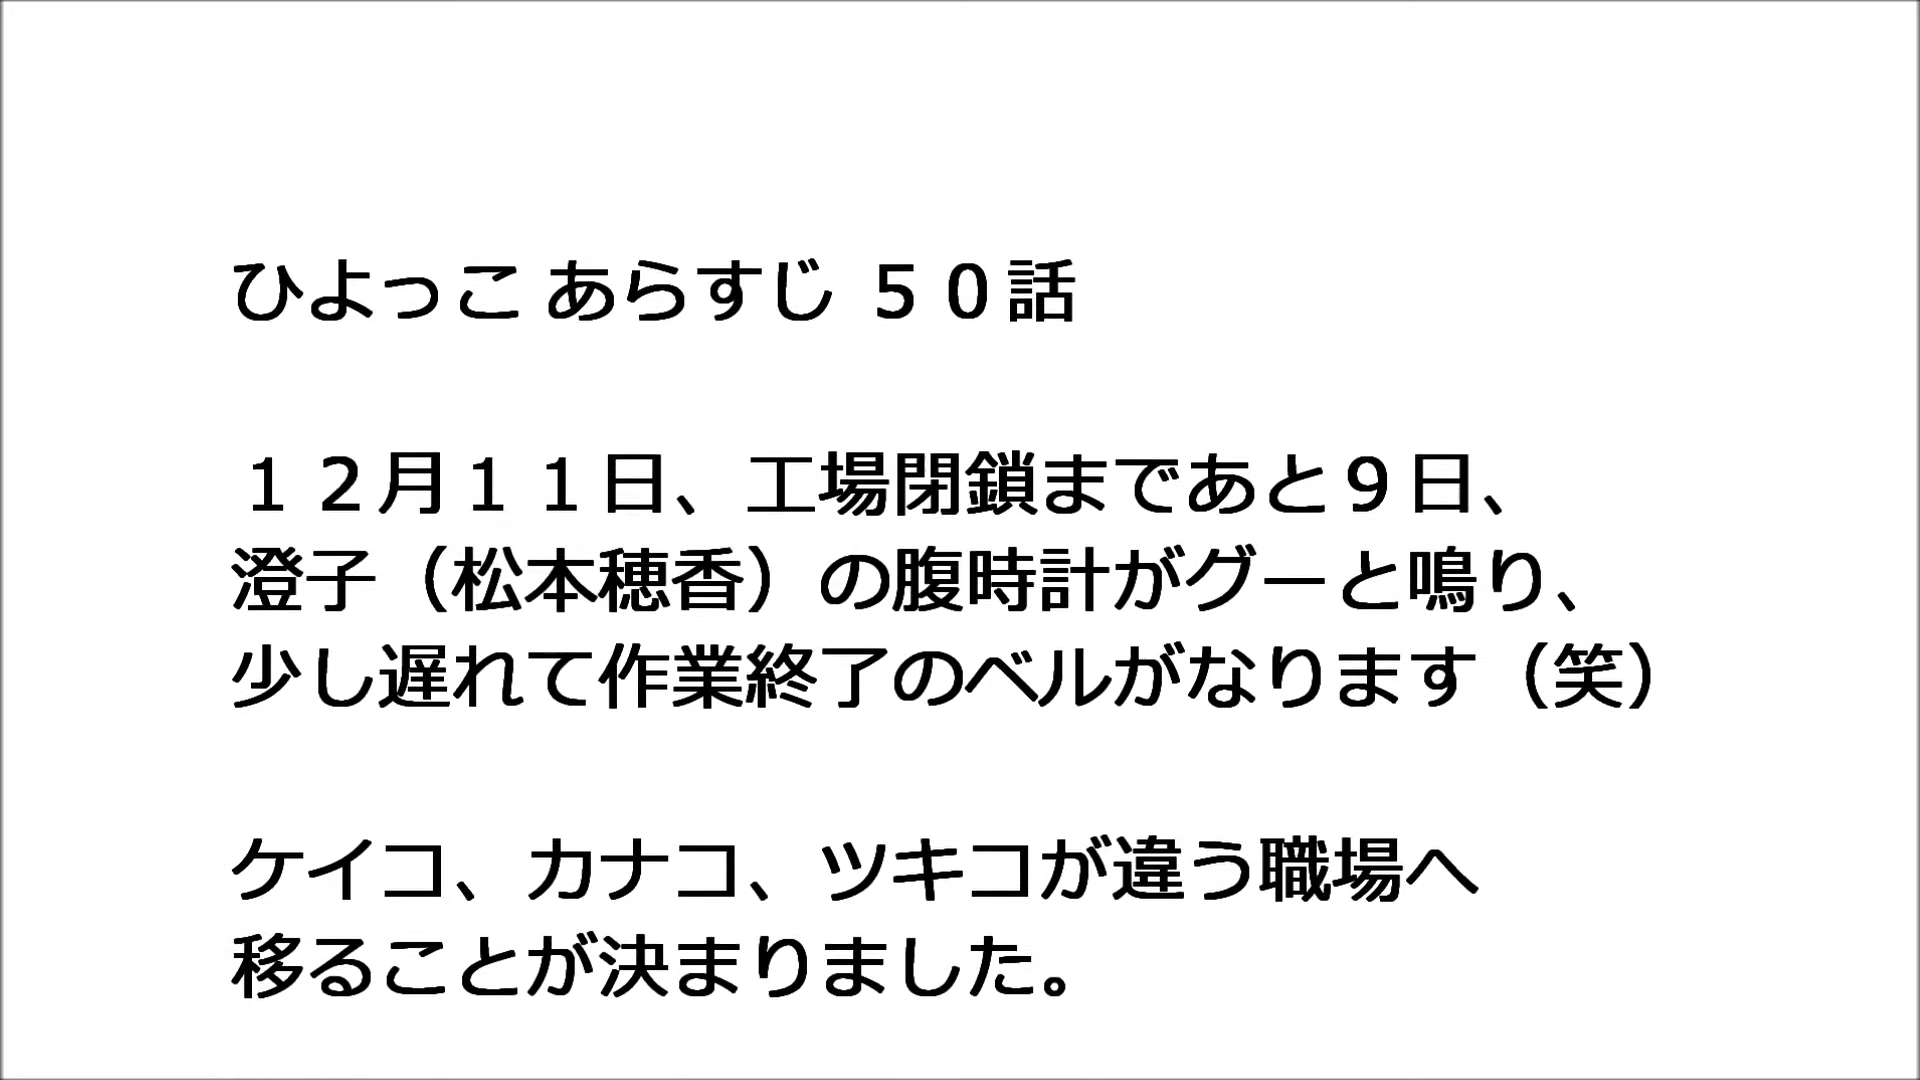 ひよっこ あらすじ ５０話
１２月１１日、工場閉鎖まであと９日、
澄子（松本穂香）の腹時計がグーと鳴り、
少し遅れて作業終了のベルがなります（笑）
ケイコ、カナコ、ツキコが違う職場へ
移ることが決まりました。